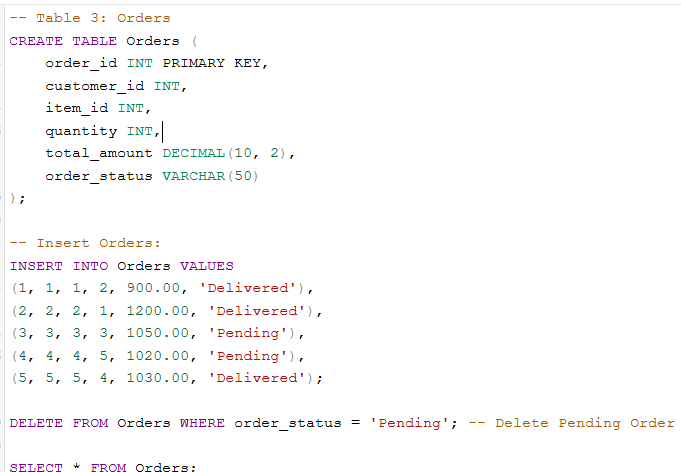 -- Table 3: Orders
CREATE TABLE Orders (
    order_id INT PRIMARY KEY,
    customer_id INT,
    item_id INT,
    quantity INT,
    total_amount DECIMAL(10, 2),
    order_status VARCHAR(50)
);
-- Insert Orders:
INSERT INTO Orders VALUES
(1, 1, 1, 2, 900.00, 'Delivered'),
(2, 2, 2, 1, 1200.00, 'Delivered'),
(3, 3, 3, 3, 1050.00, 'Pending'),
(4, 4, 4, 5, 1020.00, 'Pending'),
(5, 5, 5, 4, 1030.00, 'Delivered');
DELETE FROM Orders WHERE order_status = 'Pending'; -- Delete Pending Order
SELECT * FROM Orders;